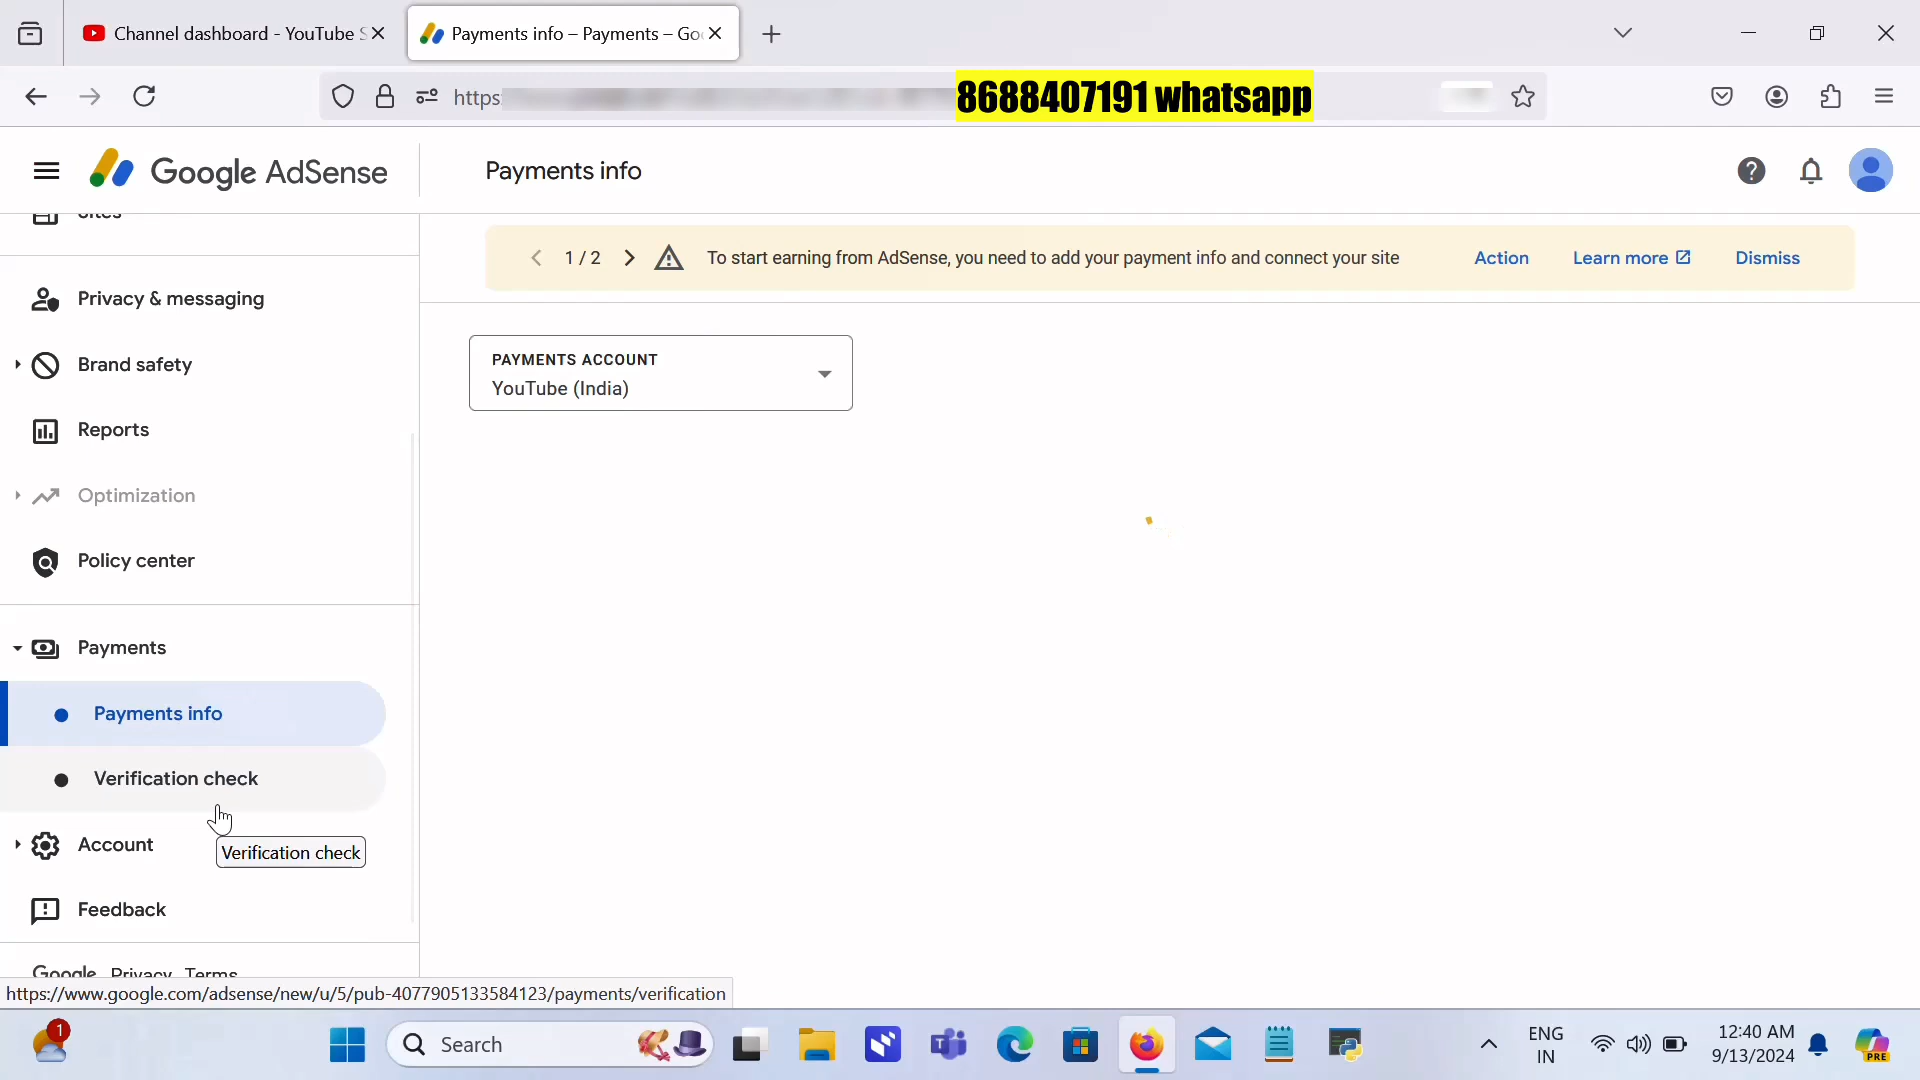 Channel dashboard - YouTube S
Payments info – Payments – Goo
https:
8688407191 whatsapp
Google AdSense
Payments info
Sites
1 / 2
To start earning from AdSense, you need to add your payment info and connect your site
Action
Learn more
Dismiss
Privacy & messaging
PAYMENTS ACCOUNT
YouTube (India)
Brand safety
Reports
Optimization
Policy center
Payments
Payments info
Verification check
Account
Verification check
Feedback
Google Privacy Terms
https://www.google.com/adsense/new/u/5/pub-4077905133584123/payments/verification
1
Search
ENG
IN
12:40 AM
9/13/2024
PRE